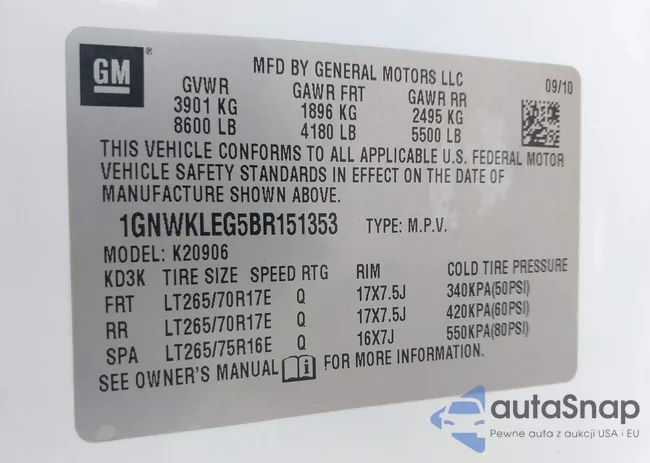 GM
MFD BY GENERAL MOTORS LLC
09/10
GVWR GAWR FRT GAWR RR
3901 KG 1896 KG 2495 KG
8600 LB 4180 LB 5500 LB
THIS VEHICLE CONFORMS TO ALL APPLICABLE U.S. FEDERAL MOTOR
VEHICLE SAFETY STANDARDS IN EFFECT ON THE DATE OF
MANUFACTURE SHOWN ABOVE.
1GNWKLEG5BR151353 TYPE: M.P.V.
MODEL: K20906
KD3K TIRE SIZE SPEED RTG RIM COLD TIRE PRESSURE
FRT LT265/70R17E Q 17X7.5J 340KPA(50PSI)
RR LT265/70R17E Q 17X7.5J 420KPA(60PSI)
SPA LT265/75R16E Q 16X7J 550KPA(80PSI)
SEE OWNER'S MANUAL i FOR MORE INFORMATION.
autaSnap
Pewne auta z aukcji USA i EU